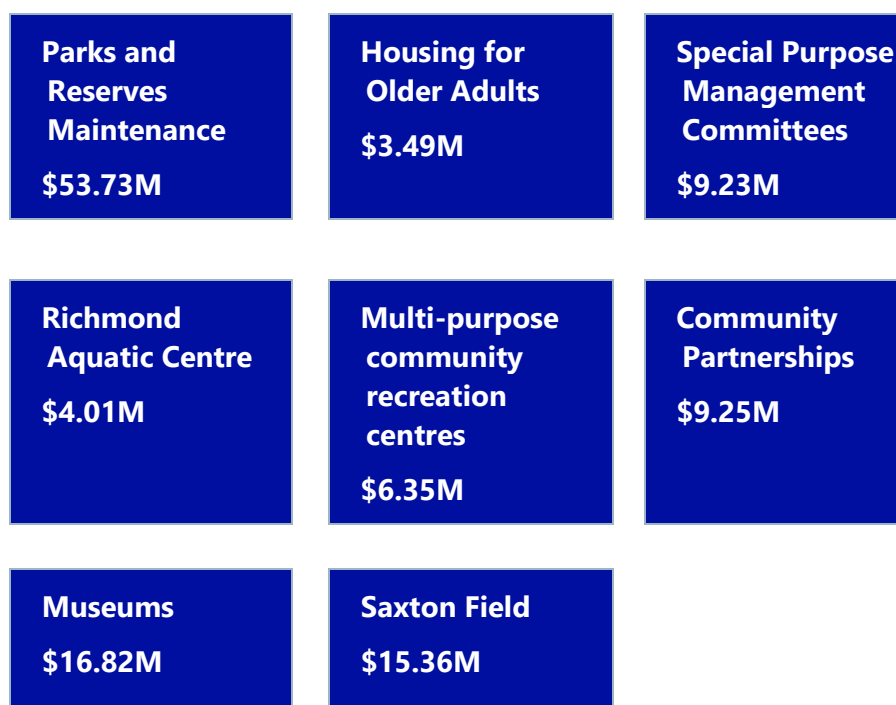 Parks and
Reserves
Maintenance
$53.73M
Housing for
Older Adults
$3.49M
Special Purpose
Management
Committees
$9.23M
Richmond
Aquatic Centre
$4.01M
Multi-purpose
community
recreation
centres
$6.35M
Community
Partnerships
$9.25M
Museums
$16.82M
Saxton Field
$15.36M